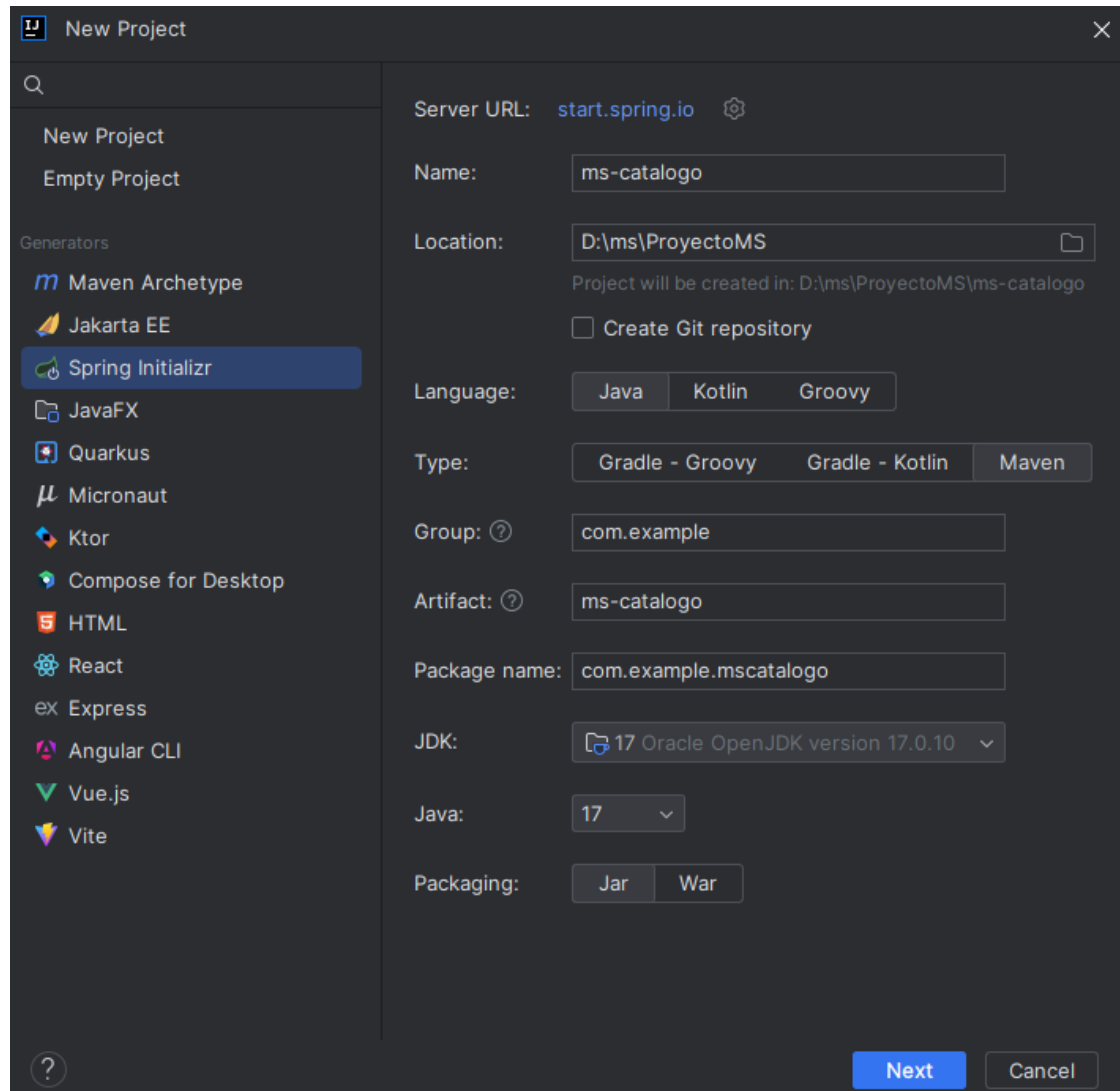 IJ New Project
New Project
Empty Project
Generators
m Maven Archetype
Jakarta EE
Spring Initializr
JavaFX
Quarkus
μ Micronaut
Ktor
Compose for Desktop
5 HTML
React
ex Express
Angular CLI
Vue.js
Vite
Server URL: start.spring.io
Name: ms-catalogo
Location: D:\ms\ProyectoMS
Project will be created in: D:\ms\ProyectoMS\ms-catalogo
Create Git repository
Language: Java Kotlin Groovy
Type: Gradle - Groovy Gradle - Kotlin Maven
Group: ? com.example
Artifact: ? ms-catalogo
Package name: com.example.mscatalogo
JDK: 17 Oracle OpenJDK version 17.0.10
Java: 17
Packaging: Jar War
? Next Cancel